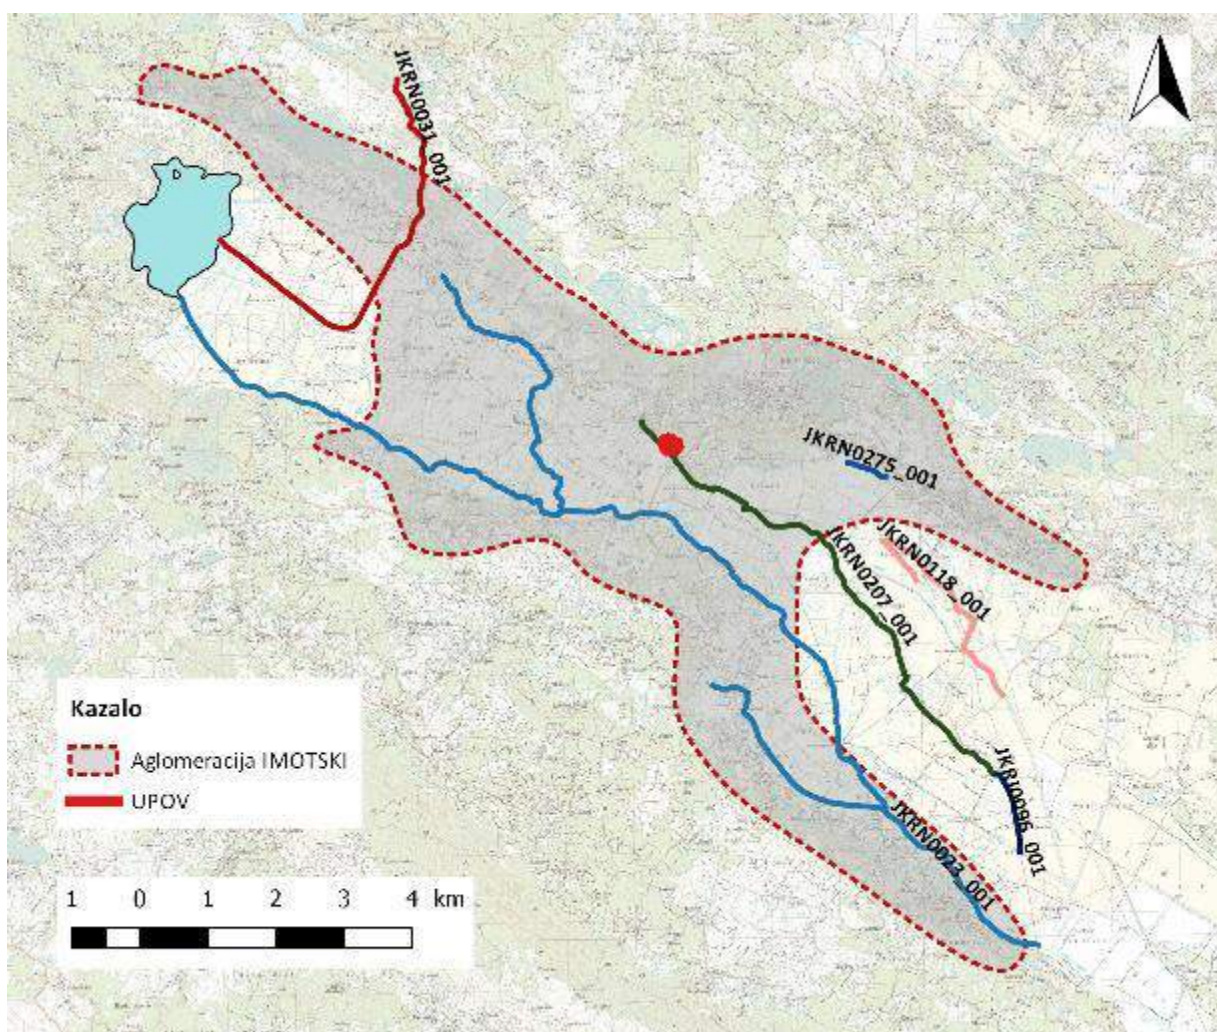 JKRN0031_001
JKRN0275_001
JKRN0118_001
JKRN0207_001
JKRI0096_001
JKRN0023_001
Kazalo
Aglomeracija IMOTSKI
UPOV
1 0 1 2 3 4 km